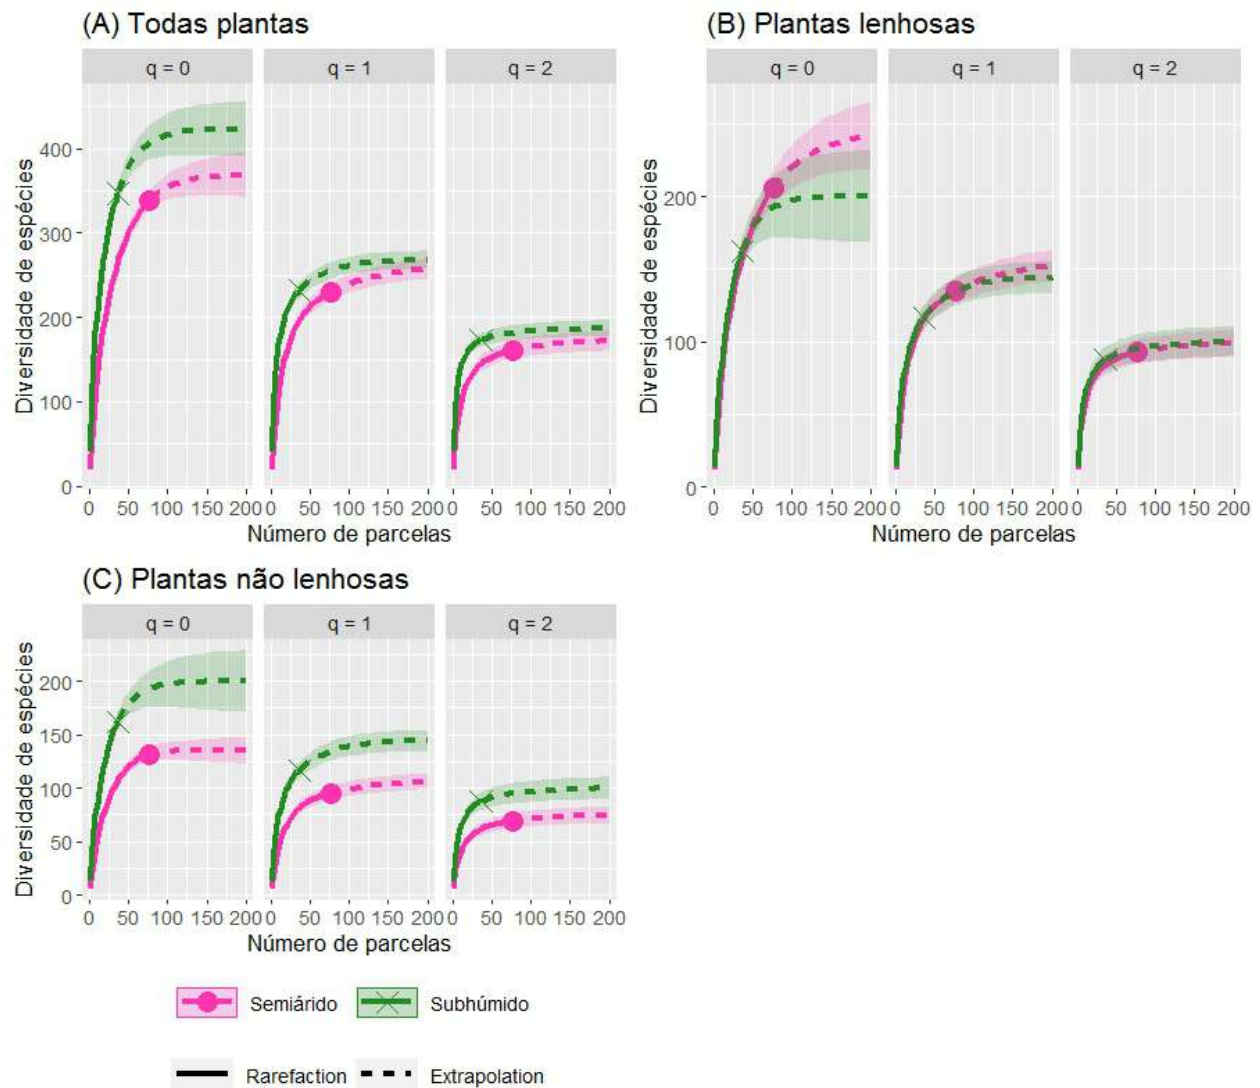 (A) Todas plantas
q = 0 q = 1 q = 2
Diversidade de espécies
400
300
200
100
0
0 50 100 150 200 0 50 100 150 200 0 50 100 150 200
Número de parcelas
(B) Plantas lenhosas
q = 0 q = 1 q = 2
Diversidade de espécies
200
100
0
0 50 100 150 200 0 50 100 150 200 0 50 100 150 200
Número de parcelas
(C) Plantas não lenhosas
q = 0 q = 1 q = 2
Diversidade de espécies
200
150
100
50
0
0 50 100 150 200 0 50 100 150 200 0 50 100 150 200
Número de parcelas
Semiárido Subhúmido
Rarefaction Extrapolation